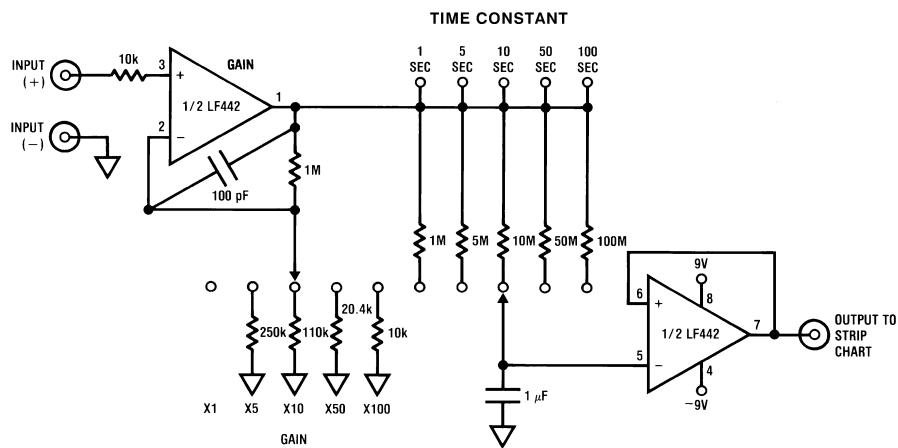 TIME CONSTANT
1 SEC
5 SEC
10 SEC
50 SEC
100 SEC
INPUT
(+)
10k
3
+
GAIN
1/2 LF442
1
INPUT
(−)
2
−
100 pF
1M
1M
5M
10M
50M
100M
250k
110k
20.4k
10k
X1
X5
X10
X50
X100
GAIN
9V
8
6
+
1/2 LF442
7
5
−
4
−9V
1 μF
OUTPUT TO
STRIP
CHART